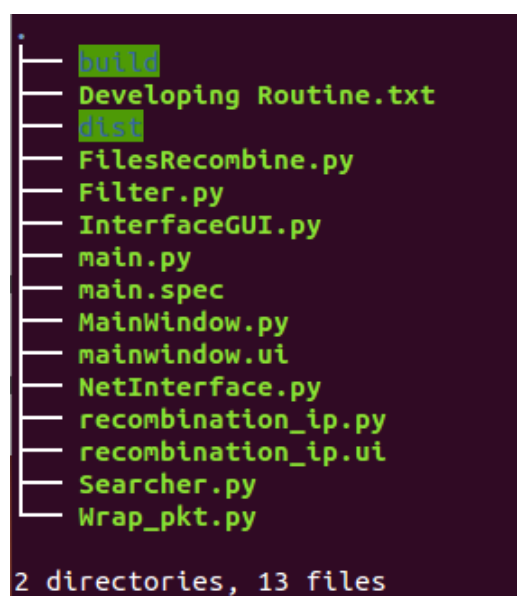 .
├── build
├── Developing Routine.txt
├── dist
├── FilesRecombine.py
├── Filter.py
├── InterfaceGUI.py
├── main.py
├── main.spec
├── MainWindow.py
├── mainwindow.ui
├── NetInterface.py
├── recombination_ip.py
├── recombination_ip.ui
├── Searcher.py
└── Wrap_pkt.py

2 directories, 13 files